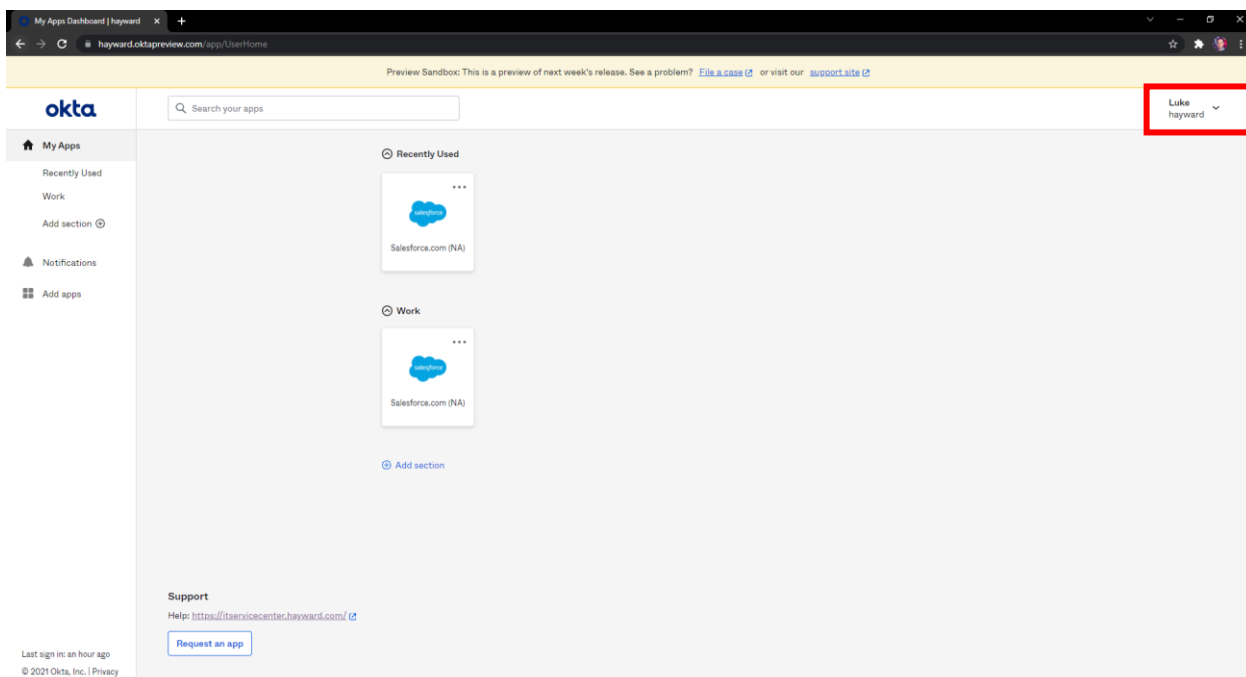 My Apps Dashboard | hayward
hayward.oktapreview.com/app/UserHome
Preview Sandbox: This is a preview of next week's release. See a problem? File a case or visit our support site
okta
Search your apps
Luke
hayward
My Apps
Recently Used
Work
Add section
Notifications
Add apps
Recently Used
salesforce
Salesforce.com (NA)
Work
salesforce
Salesforce.com (NA)
Add section
Support
Help: https://itservicecenter.hayward.com/
Request an app
Last sign in: an hour ago
© 2021 Okta, Inc. | Privacy